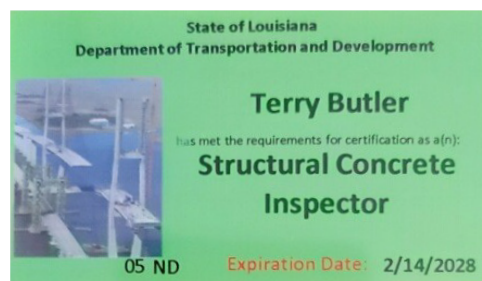 State of Louisiana
Department of Transportation and Development
Terry Butler
has met the requirements for certification as a(n):
Structural Concrete
Inspector
05 ND
Expiration Date: 2/14/2028